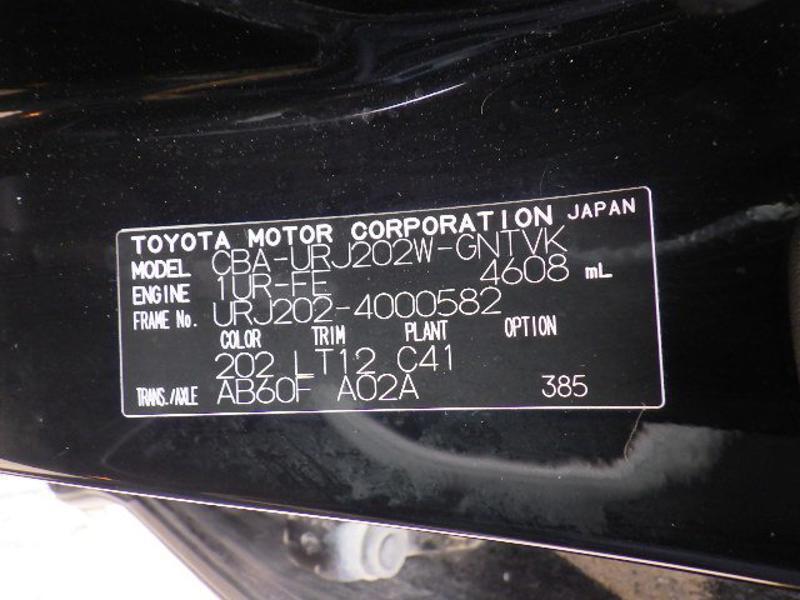 TOYOTA MOTOR CORPORATION JAPAN
MODEL CBA-URJ202W-GNTVK
ENGINE 1UR-FE 4608 mL
FRAME No. URJ202-4000582
COLOR TRIM PLANT OPTION
202 LT12 C41
TRANS./AXLE AB60F A02A 385